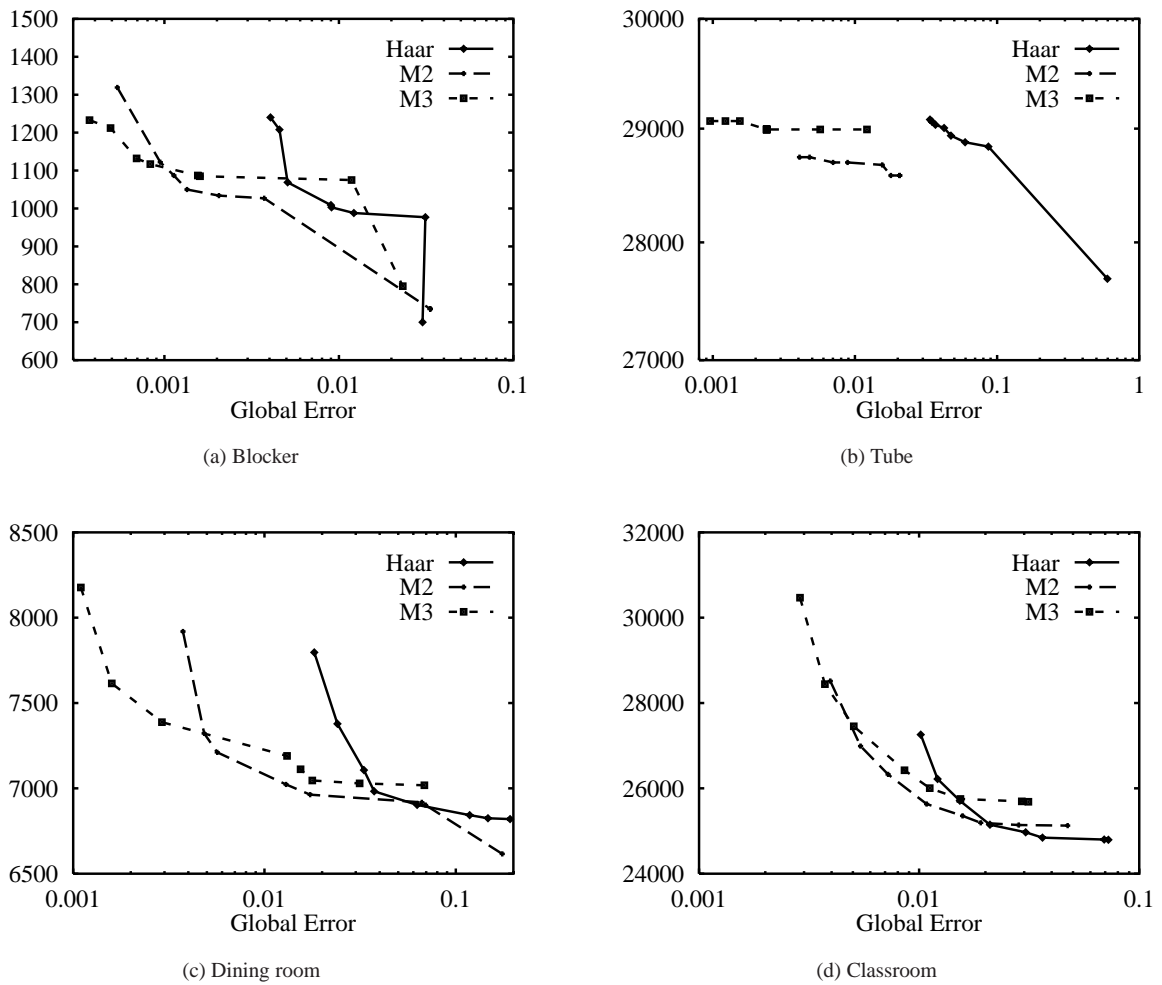 1500
1400
1300
1200
1100
1000
900
800
700
600
0.001
0.01
0.1
Global Error
Haar
M2
M3
(a) Blocker
30000
29000
28000
27000
0.001
0.01
0.1
1
Global Error
Haar
M2
M3
(b) Tube
8500
8000
7500
7000
6500
0.001
0.01
0.1
Global Error
Haar
M2
M3
(c) Dining room
32000
30000
28000
26000
24000
0.001
0.01
0.1
Global Error
Haar
M2
M3
(d) Classroom